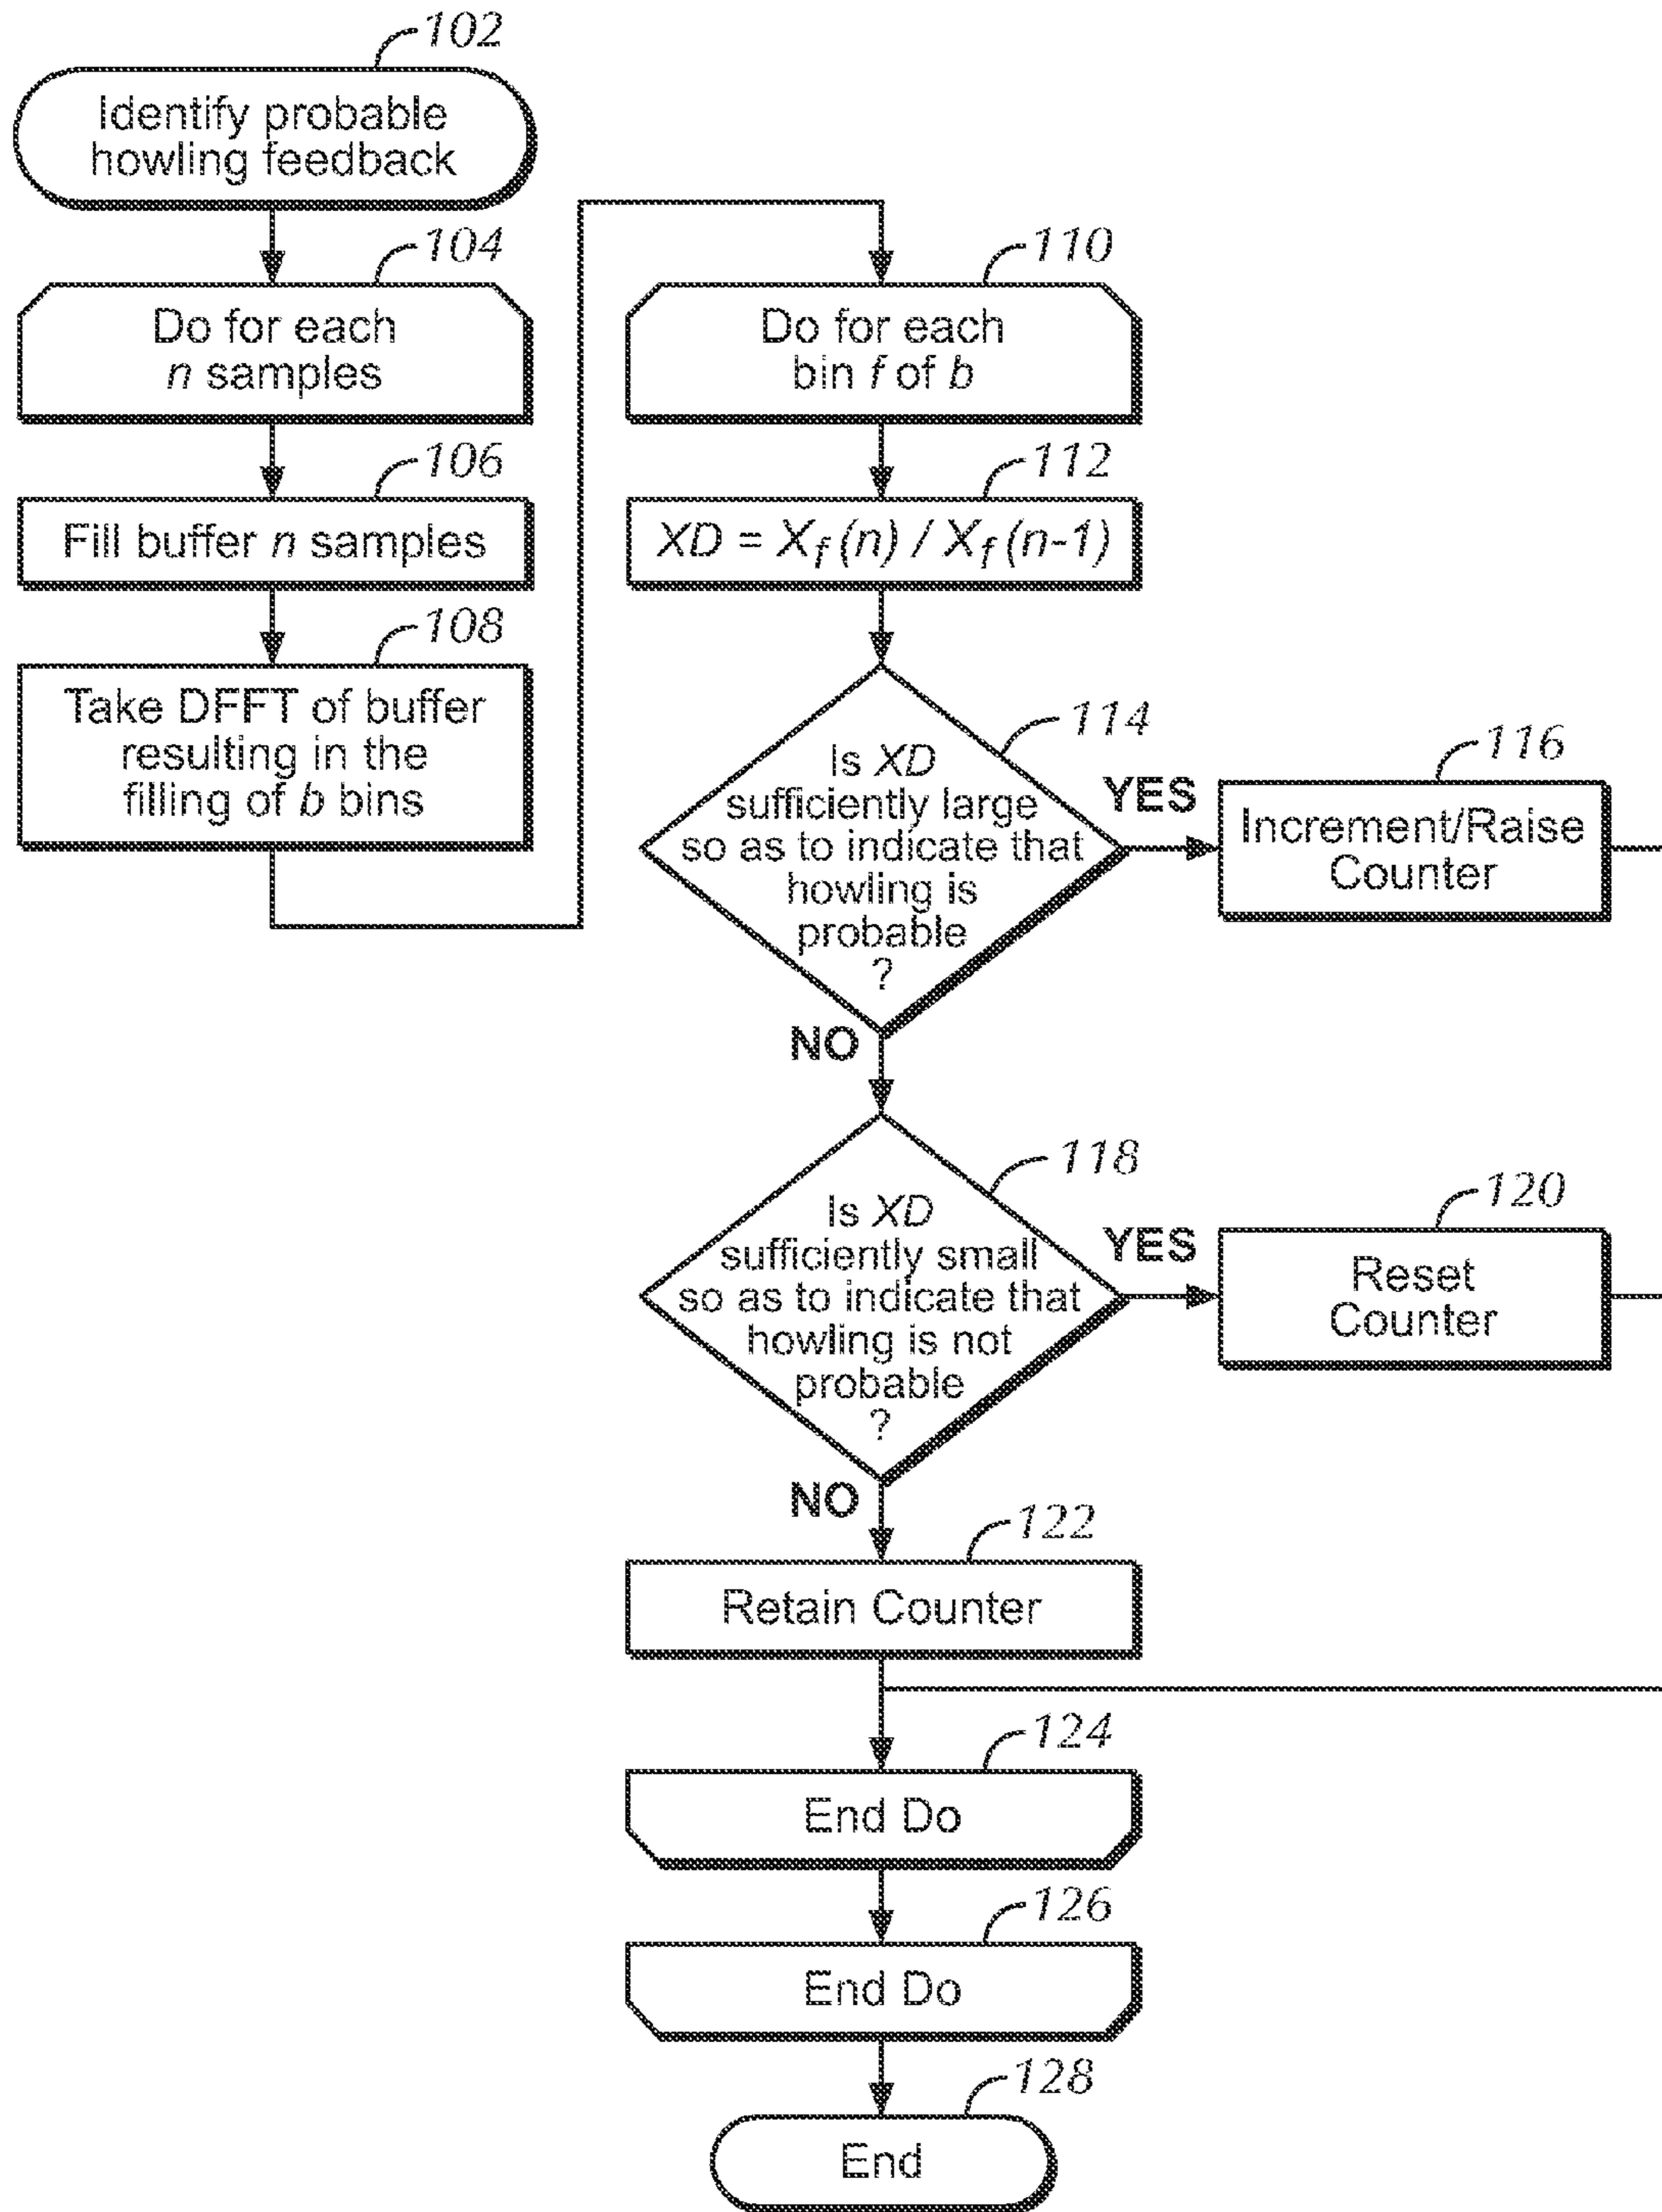 102
Identify probable
howling feedback
104
Do for each
n samples
106
Fill buffer n samples
108
Take DFFT of buffer
resulting in the
filling of b bins
110
Do for each
bin f of b
112
XD = Xf (n) / Xf (n-1)
114
Is XD
sufficiently large
so as to indicate that
howling is
probable
?
YES
116
Increment/Raise
Counter
NO
118
Is XD
sufficiently small
so as to indicate that
howling is not
probable
?
YES
120
Reset
Counter
NO
122
Retain Counter
124
End Do
126
End Do
128
End